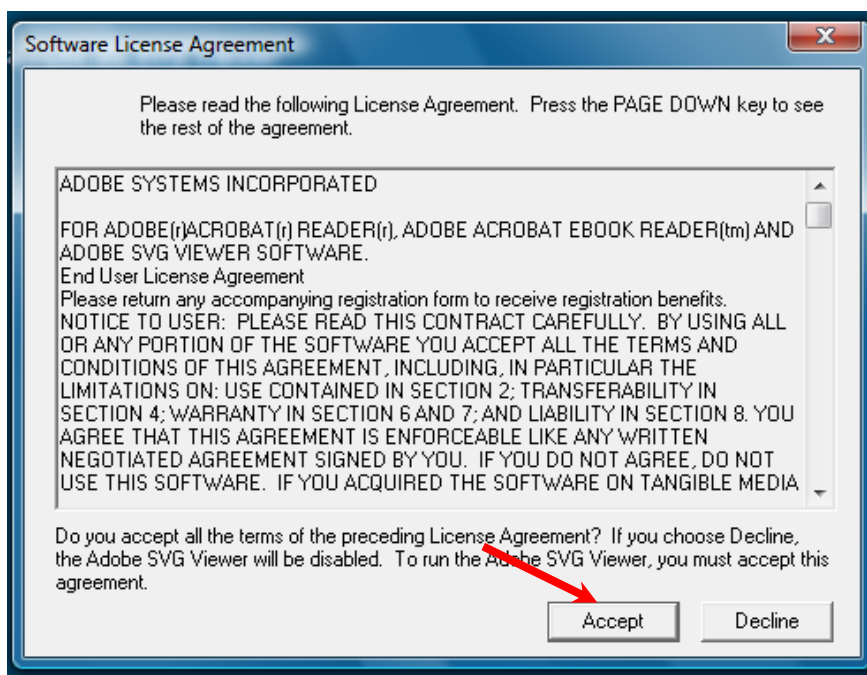 Software License Agreement
Please read the following License Agreement. Press the PAGE DOWN key to see
the rest of the agreement.
ADOBE SYSTEMS INCORPORATED
FOR ADOBE(r)ACROBAT(r) READER(r), ADOBE ACROBAT EBOOK READER(tm) AND
ADOBE SVG VIEWER SOFTWARE.
End User License Agreement
Please return any accompanying registration form to receive registration benefits.
NOTICE TO USER: PLEASE READ THIS CONTRACT CAREFULLY. BY USING ALL
OR ANY PORTION OF THE SOFTWARE YOU ACCEPT ALL THE TERMS AND
CONDITIONS OF THIS AGREEMENT, INCLUDING, IN PARTICULAR THE
LIMITATIONS ON: USE CONTAINED IN SECTION 2; TRANSFERABILITY IN
SECTION 4; WARRANTY IN SECTION 6 AND 7; AND LIABILITY IN SECTION 8. YOU
AGREE THAT THIS AGREEMENT IS ENFORCEABLE LIKE ANY WRITTEN
NEGOTIATED AGREEMENT SIGNED BY YOU. IF YOU DO NOT AGREE, DO NOT
USE THIS SOFTWARE. IF YOU ACQUIRED THE SOFTWARE ON TANGIBLE MEDIA
Do you accept all the terms of the preceding License Agreement? If you choose Decline,
the Adobe SVG Viewer will be disabled. To run the Adobe SVG Viewer, you must accept this
agreement.
Accept Decline